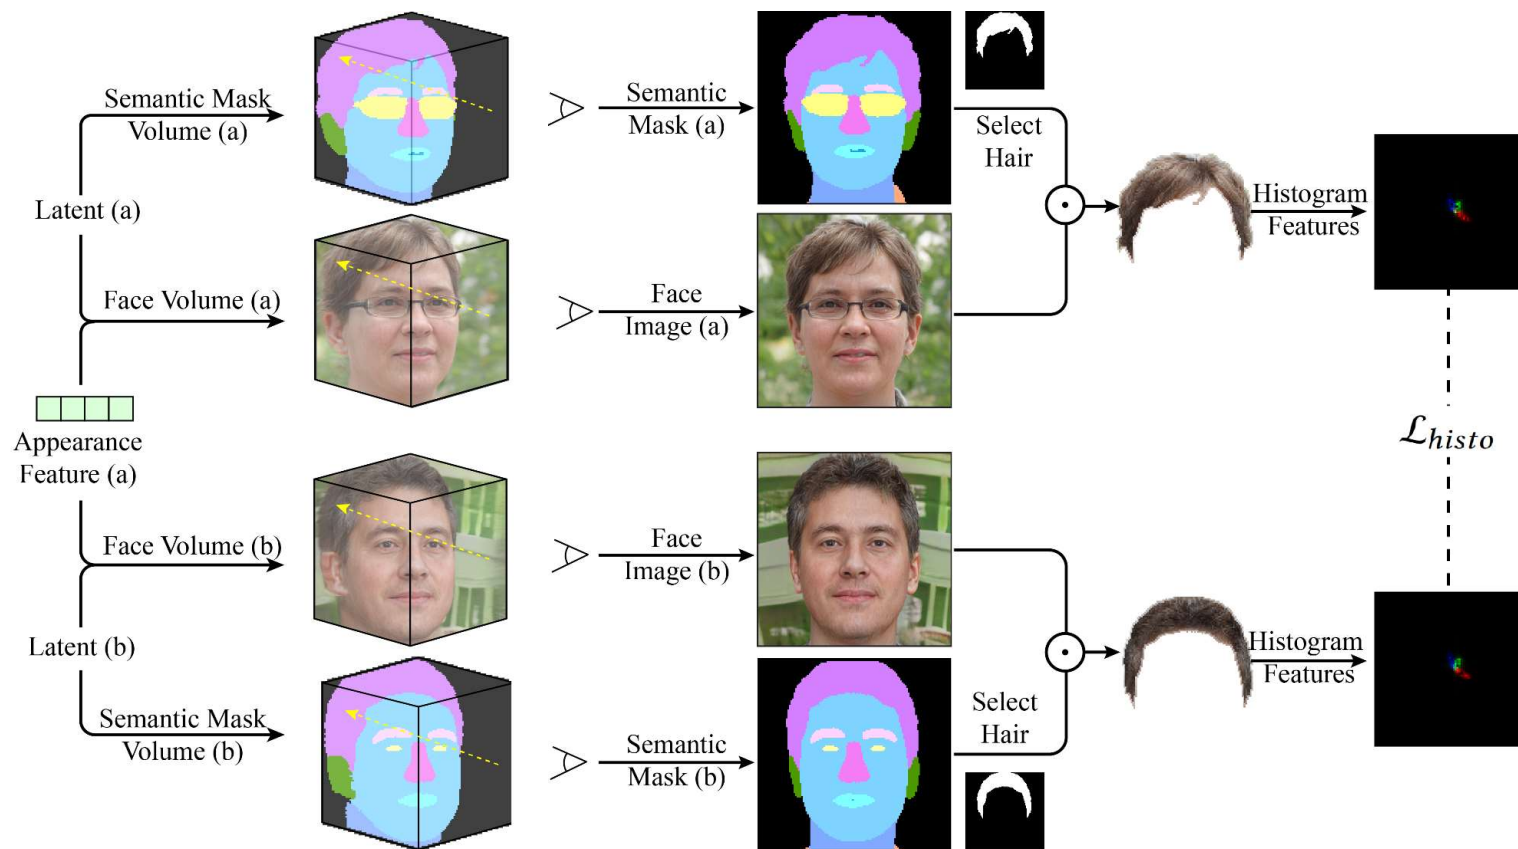 Semantic Mask
Volume (a)
Semantic
Mask (a)
Select
Hair
Latent (a)
Histogram
Features
Face Volume (a)
Face
Image (a)
Appearance
Feature (a)
ℒhisto
Face Volume (b)
Face
Image (b)
Latent (b)
Histogram
Features
Semantic Mask
Volume (b)
Semantic
Mask (b)
Select
Hair